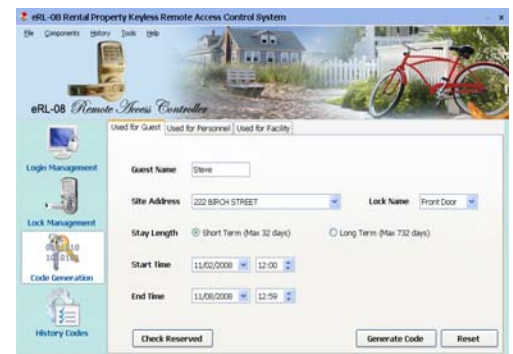 eRL-08 Rental Property Keyless Remote Access Control System
File Components History Tools Help
eRL-08 Remote Access Controller
Used for Guest Used for Personnel Used for Facility
Login Management
Guest Name Steve
Site Address 222 BIRCH STREET Lock Name Front Door
Lock Management
Stay Length Short Term (Max 32 days) Long Term (Max 732 days)
Start Time 11/02/2008 12:00
Code Generation
End Time 11/08/2008 12:59
History Codes
Check Reserved Generate Code Reset